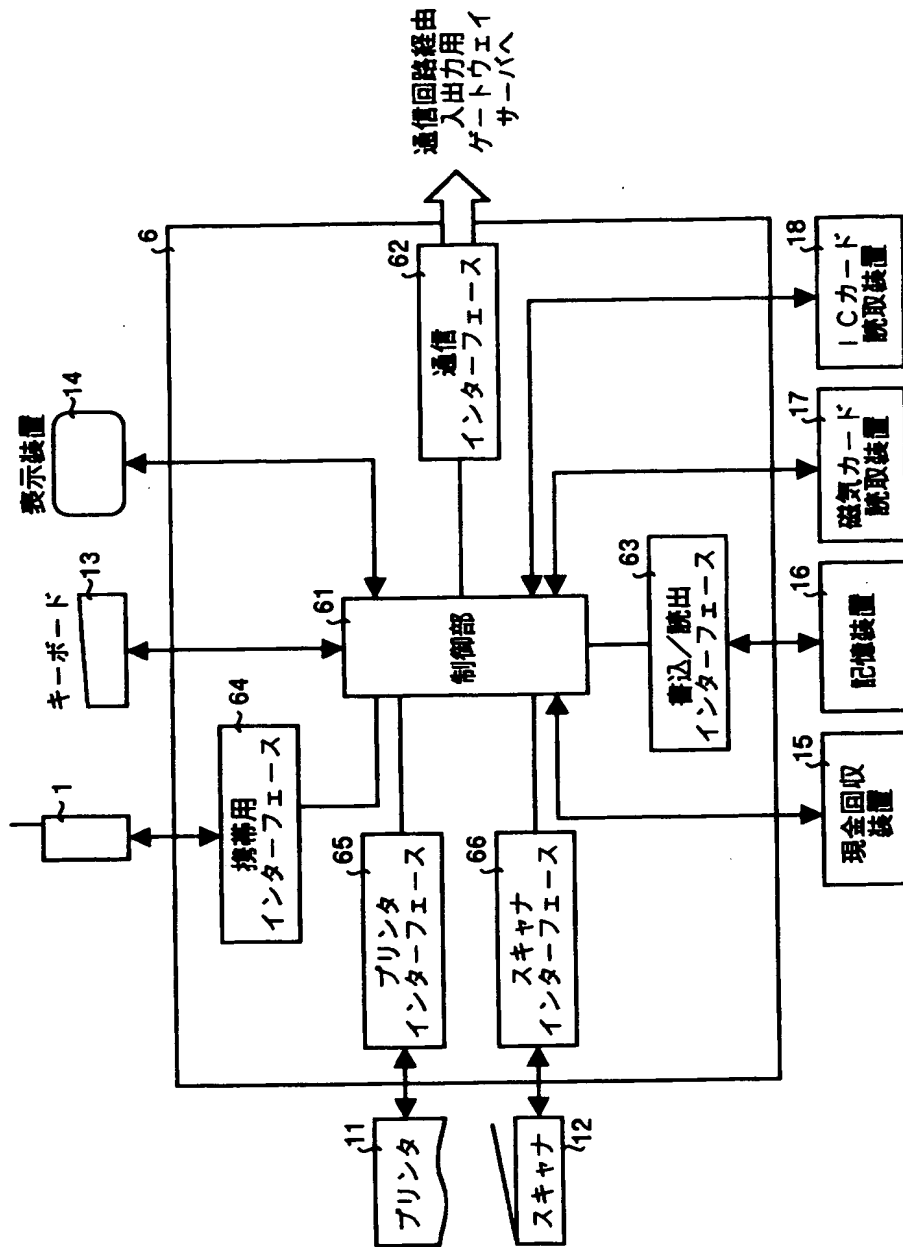 1
キーボード
13
表示装置
14
6
64
携帯用
インターフェース
61
制御部
62
通信
インターフェース
通信回路経由
入出力用
ゲートウェイ
サーバへ
11
プリンタ
65
プリンタ
インターフェース
スキャナ
12
66
スキャナ
インターフェース
63
書込/読出
インターフェース
15
現金回収
装置
16
記憶装置
17
磁気カード
読取装置
18
ICカード
読取装置